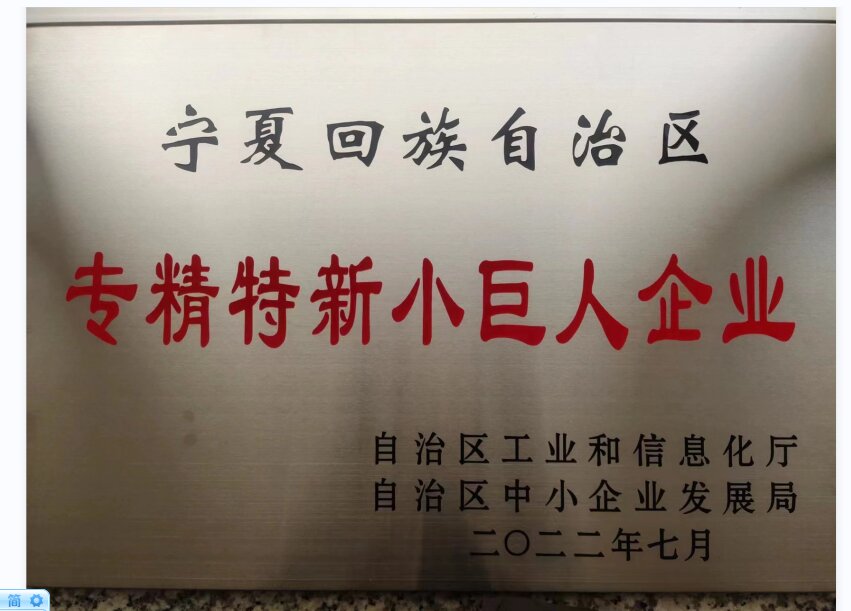 宁夏回族自治区
专精特新小巨人企业
自治区工业和信息化厅
自治区中小企业发展局
二〇二二年七月
简